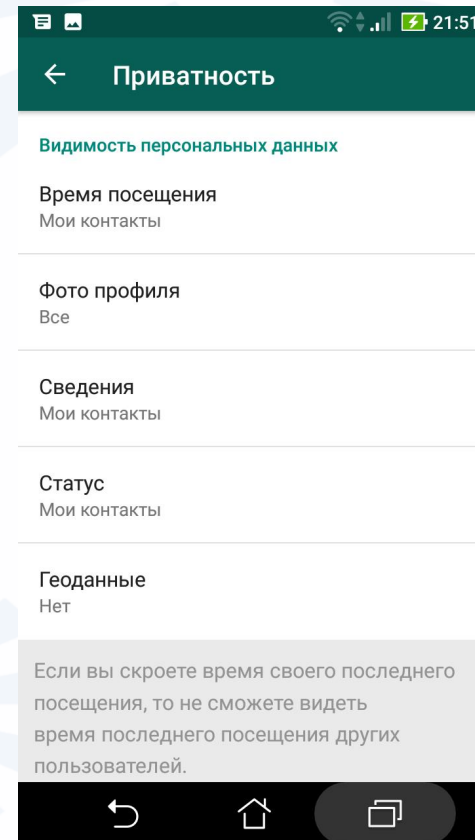 21:51
Приватность
Видимость персональных данных
Время посещения
Мои контакты
Фото профиля
Все
Сведения
Мои контакты
Статус
Мои контакты
Геоданные
Нет
Если вы скроете время своего последнего
посещения, то не сможете видеть
время последнего посещения других
пользователей.